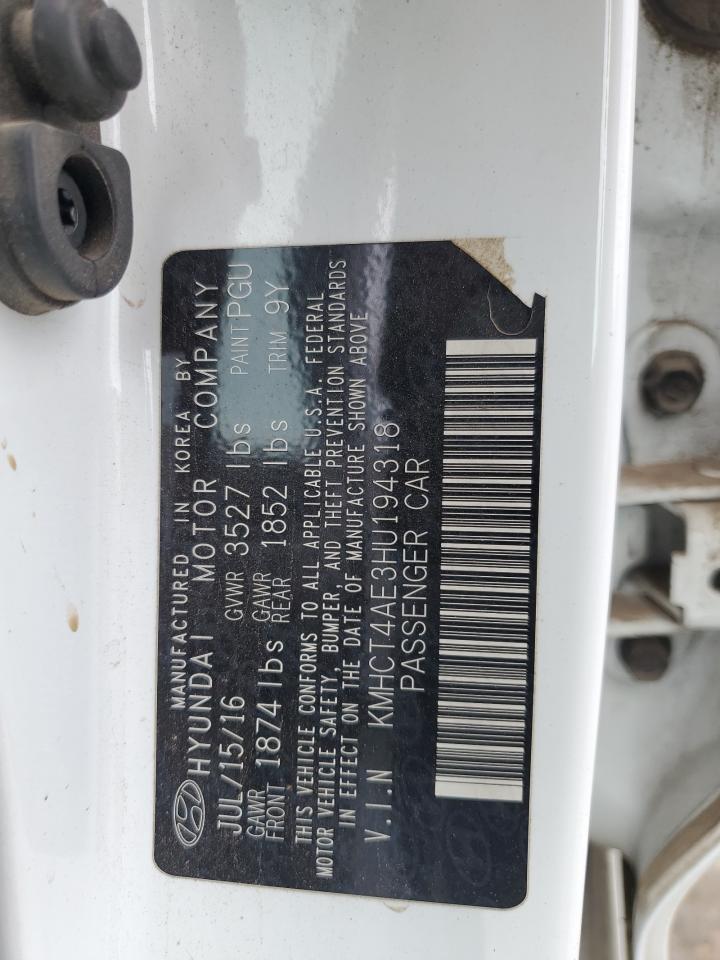 MANUFACTURED IN KOREA BY
HYUNDAI MOTOR COMPANY
JUL/15/16 GVWR 3527 lbs PAINT PGU
GAWR FRONT 1874 lbs GAWR REAR 1852 lbs TRIM 9Y
THIS VEHICLE CONFORMS TO ALL APPLICABLE U.S.A. FEDERAL
MOTOR VEHICLE SAFETY, BUMPER, AND THEFT PREVENTION STANDARDS
IN EFFECT ON THE DATE OF MANUFACTURE SHOWN ABOVE
V.I.N KMHCT4AE3HU194318
PASSENGER CAR